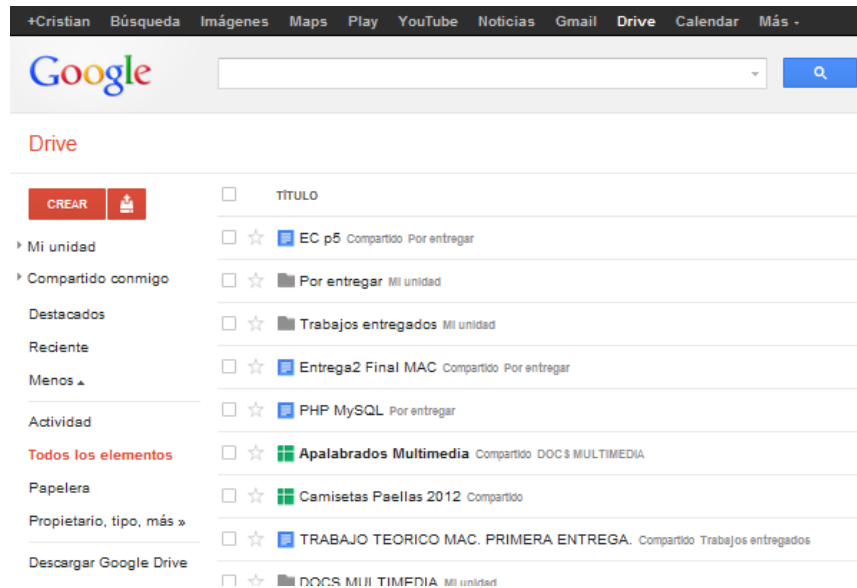 +Cristian Búsqueda Imágenes Maps Play YouTube Noticias Gmail Drive Calendar Más
Google
Drive
CREAR
TÍTULO
Mi unidad
Compartido conmigo
Destacados
Reciente
Menos
Actividad
Todos los elementos
Papelera
Propietario, tipo, más »
Descargar Google Drive
EC p5 Compartido Por entregar
Por entregar Mi unidad
Trabajos entregados Mi unidad
Entrega2 Final MAC Compartido Por entregar
PHP MySQL Por entregar
Apalabrados Multimedia Compartido DOCS MULTIMEDIA
Camisetas Paellas 2012 Compartido
TRABAJO TEORICO MAC. PRIMERA ENTREGA. Compartido Trabajos entregados
DOCS MULTIMEDIA Mi unidad